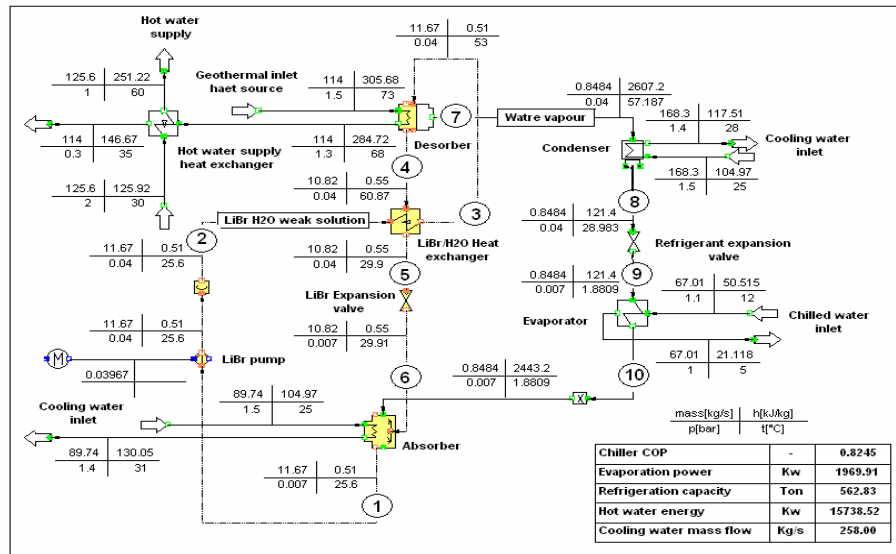 Hot water
supply
125.6 251.22
1 60
Geothermal inlet
haet source
114 305.68
1.5 73
11.67 0.51
0.04 53
7
Desorber
Watre vapour
0.8484 2607.2
0.04 57.187
168.3 117.51
1.4 28
Cooling water
inlet
Condenser
168.3 104.97
1.5 25
114 146.67
0.3 35
Hot water supply
heat exchanger
114 284.72
1.3 68
4
125.6 125.92
2 30
10.82 0.55
0.04 60.87
2
LiBr H2O weak solution
3
LiBr/H2O Heat
exchanger
8
0.8484 121.4
0.04 28.983
Refrigerant expansion
valve
11.67 0.51
0.04 25.6
10.82 0.55
0.04 29.9
5
9
0.8484 121.4
0.007 1.8809
67.01 50.515
1.1 12
Chilled water
inlet
Evaporator
LiBr Expansion
valve
10.82 0.55
0.007 29.91
11.67 0.51
0.04 25.6
M
LiBr pump
0.03967
6
10
67.01 21.118
1 5
0.8484 2443.2
0.007 1.8809
X
Cooling water
inlet
89.74 104.97
1.5 25
Absorber
89.74 130.05
1.4 31
11.67 0.51
0.007 25.6
1
mass[kg/s] h[kJ/kg]
p[bar] t[°C]
Chiller COP - 0.8245
Evaporation power Kw 1969.91
Refrigeration capacity Ton 562.83
Hot water energy Kw 15738.52
Cooling water mass flow Kg/s 258.00